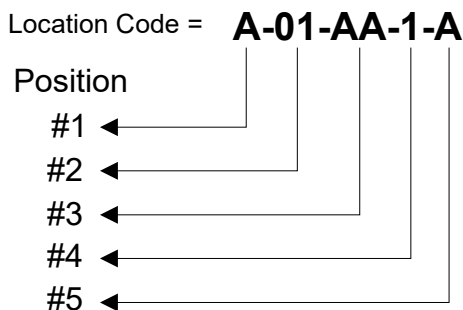 Location Code = A-01-AA-1-A
Position
#1
#2
#3
#4
#5